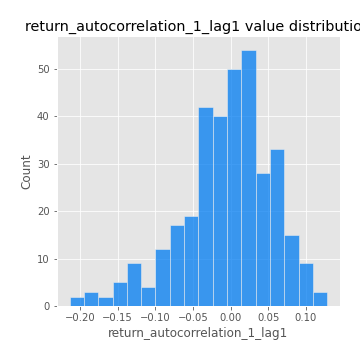 return_autocorrelation_1_lag1 value distributio
50
40
30
20
10
0
Count
−0.20 −0.15 −0.10 −0.05 0.00 0.05 0.10
return_autocorrelation_1_lag1